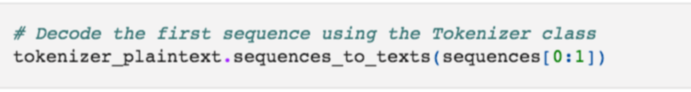 # Decode the first sequence using the Tokenizer class
tokenizer_plaintext.sequences_to_texts(sequences[0:1])